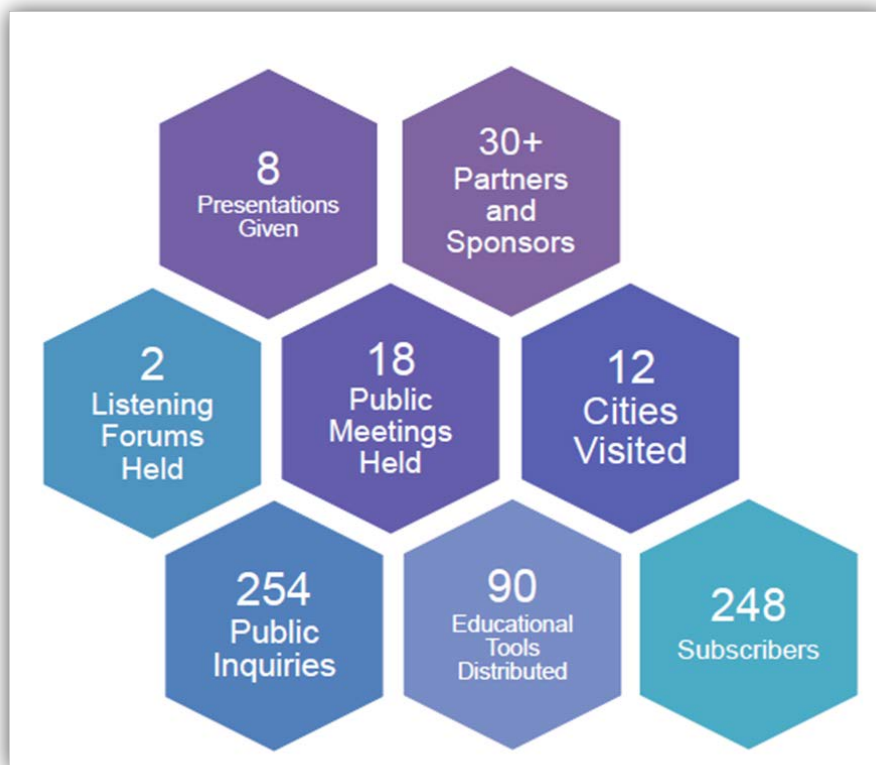 8
Presentations
Given
30+
Partners
and
Sponsors
2
Listening
Forums
Held
18
Public
Meetings
Held
12
Cities
Visited
254
Public
Inquiries
90
Educational
Tools
Distributed
248
Subscribers